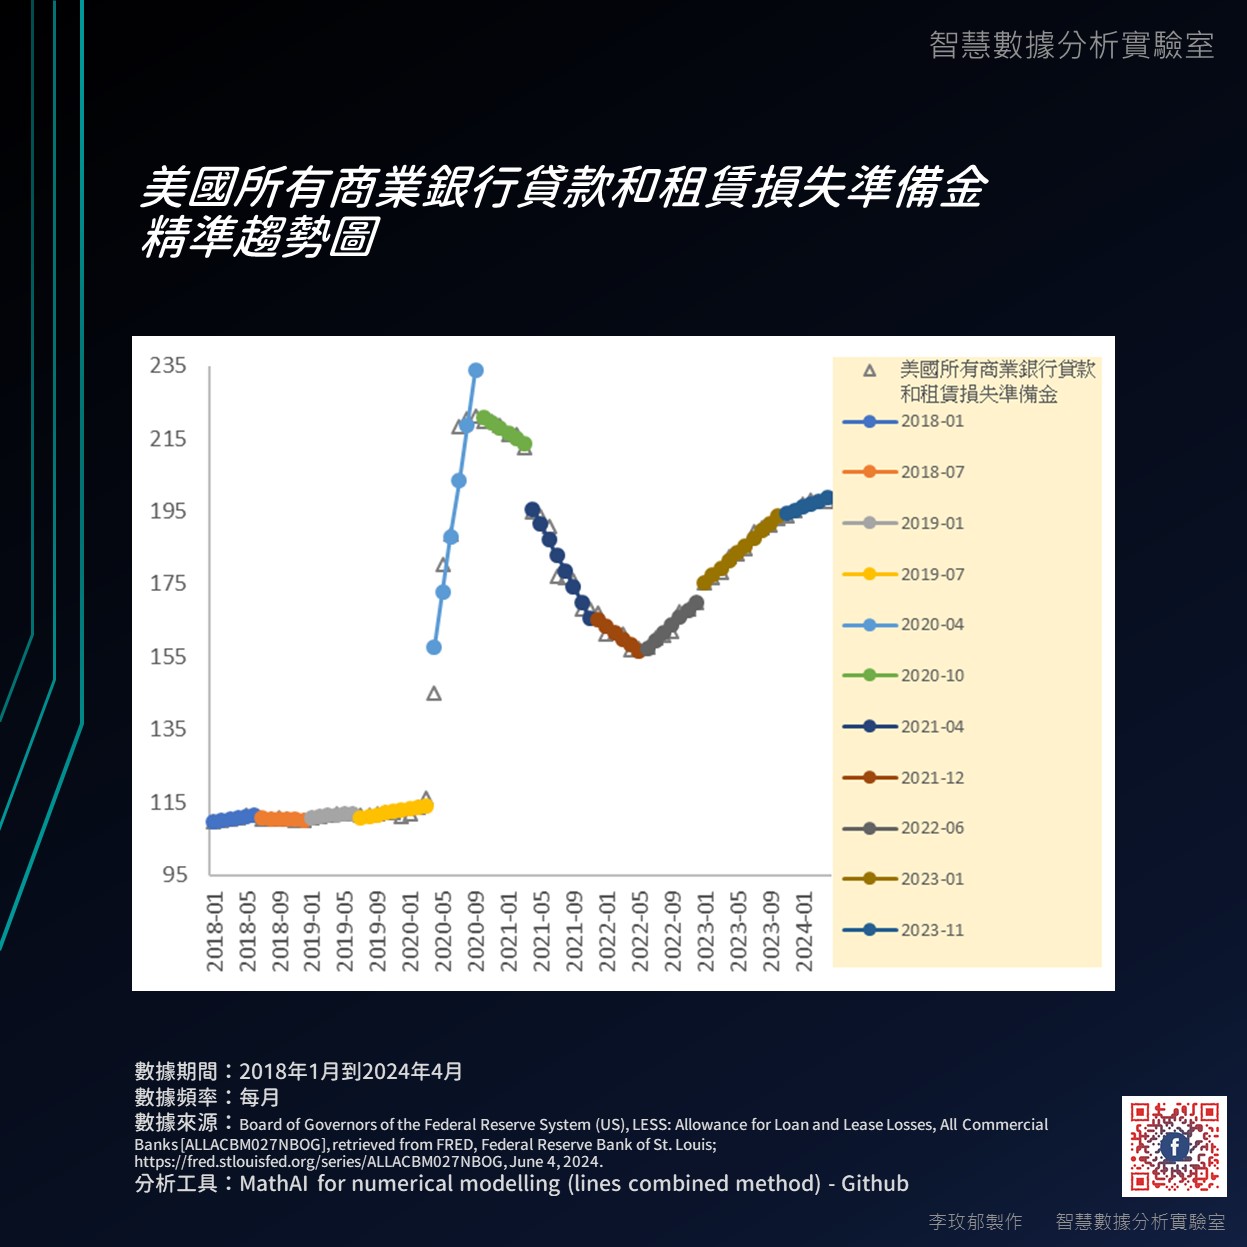 智慧數據分析實驗室
美國所有商業銀行貸款和租賃損失準備金
精準趨勢圖
235
215
195
175
155
135
115
95
2018-01
2018-05
2018-09
2019-01
2019-05
2019-09
2020-01
2020-05
2020-09
2021-01
2021-05
2021-09
2022-01
2022-05
2022-09
2023-01
2023-05
2023-09
2024-01
美國所有商業銀行貸款
和租賃損失準備金
2018-01
2018-07
2019-01
2019-07
2020-04
2020-10
2021-04
2021-12
2022-06
2023-01
2023-11
數據期間：2018年1月到2024年4月
數據頻率：每月
數據來源：Board of Governors of the Federal Reserve System (US), LESS: Allowance for Loan and Lease Losses, All Commercial
Banks [ALLACBM027NBOG], retrieved from FRED, Federal Reserve Bank of St. Louis;
https://fred.stlouisfed.org/series/ALLACBM027NBOG, June 4, 2024.
分析工具：MathAI for numerical modelling (lines combined method) - Github
f
李玫郁製作 智慧數據分析實驗室